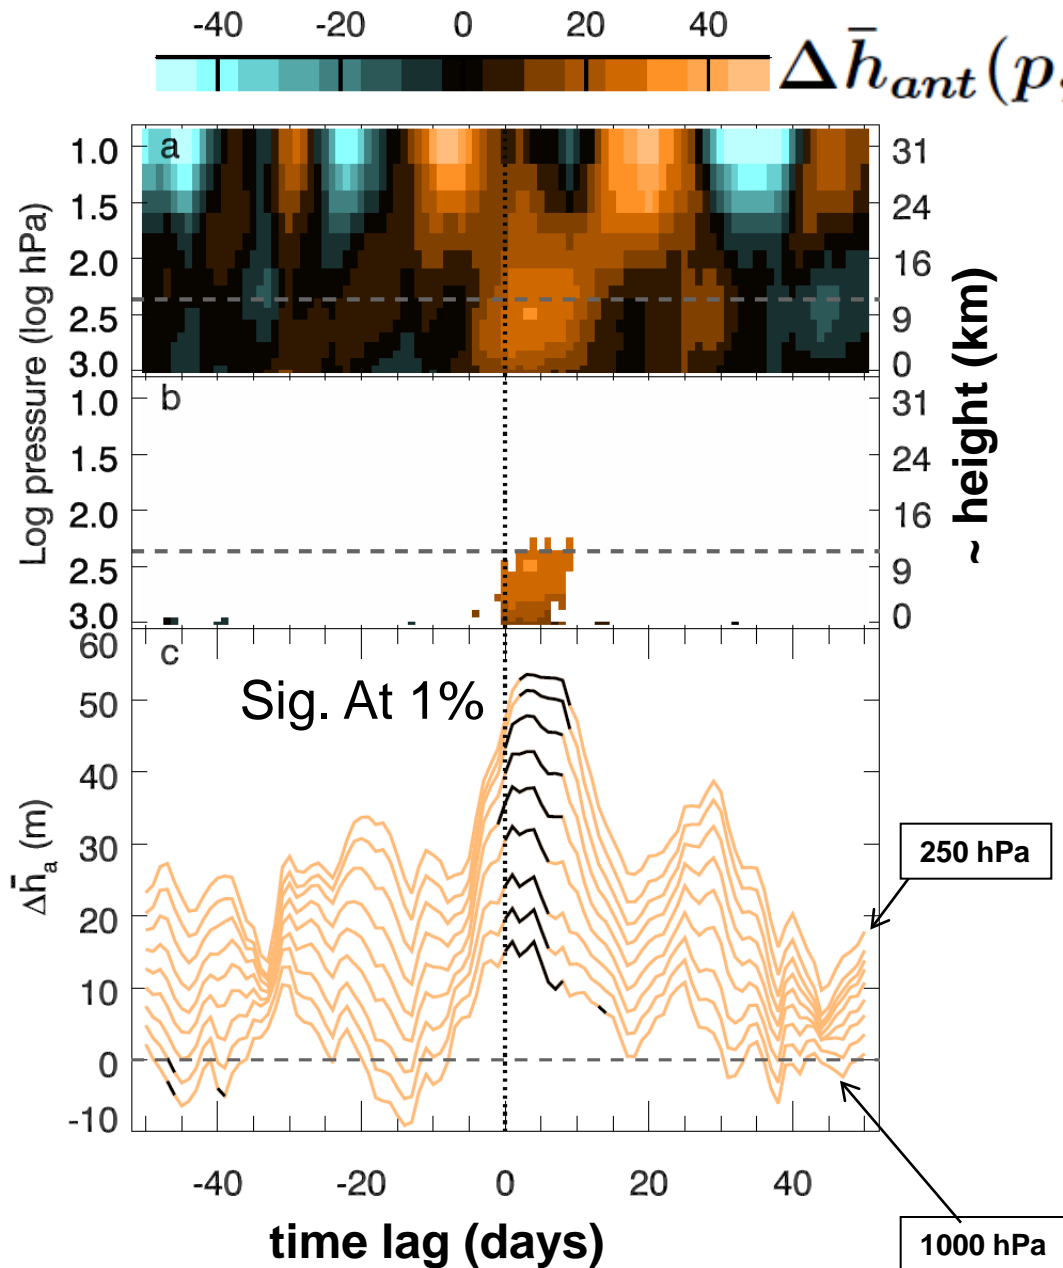 -40 -20 0 20 40
Δh̄ant(p,
a
Log pressure (log hPa)
1.0
1.5
2.0
2.5
3.0
31
24
16
9
0
~ height (km)
b
1.0
1.5
2.0
2.5
3.0
31
24
16
9
0
c
Sig. At 1%
Δh̄a (m)
60
50
40
30
20
10
0
-10
250 hPa
-40 -20 0 20 40
time lag (days)
1000 hPa